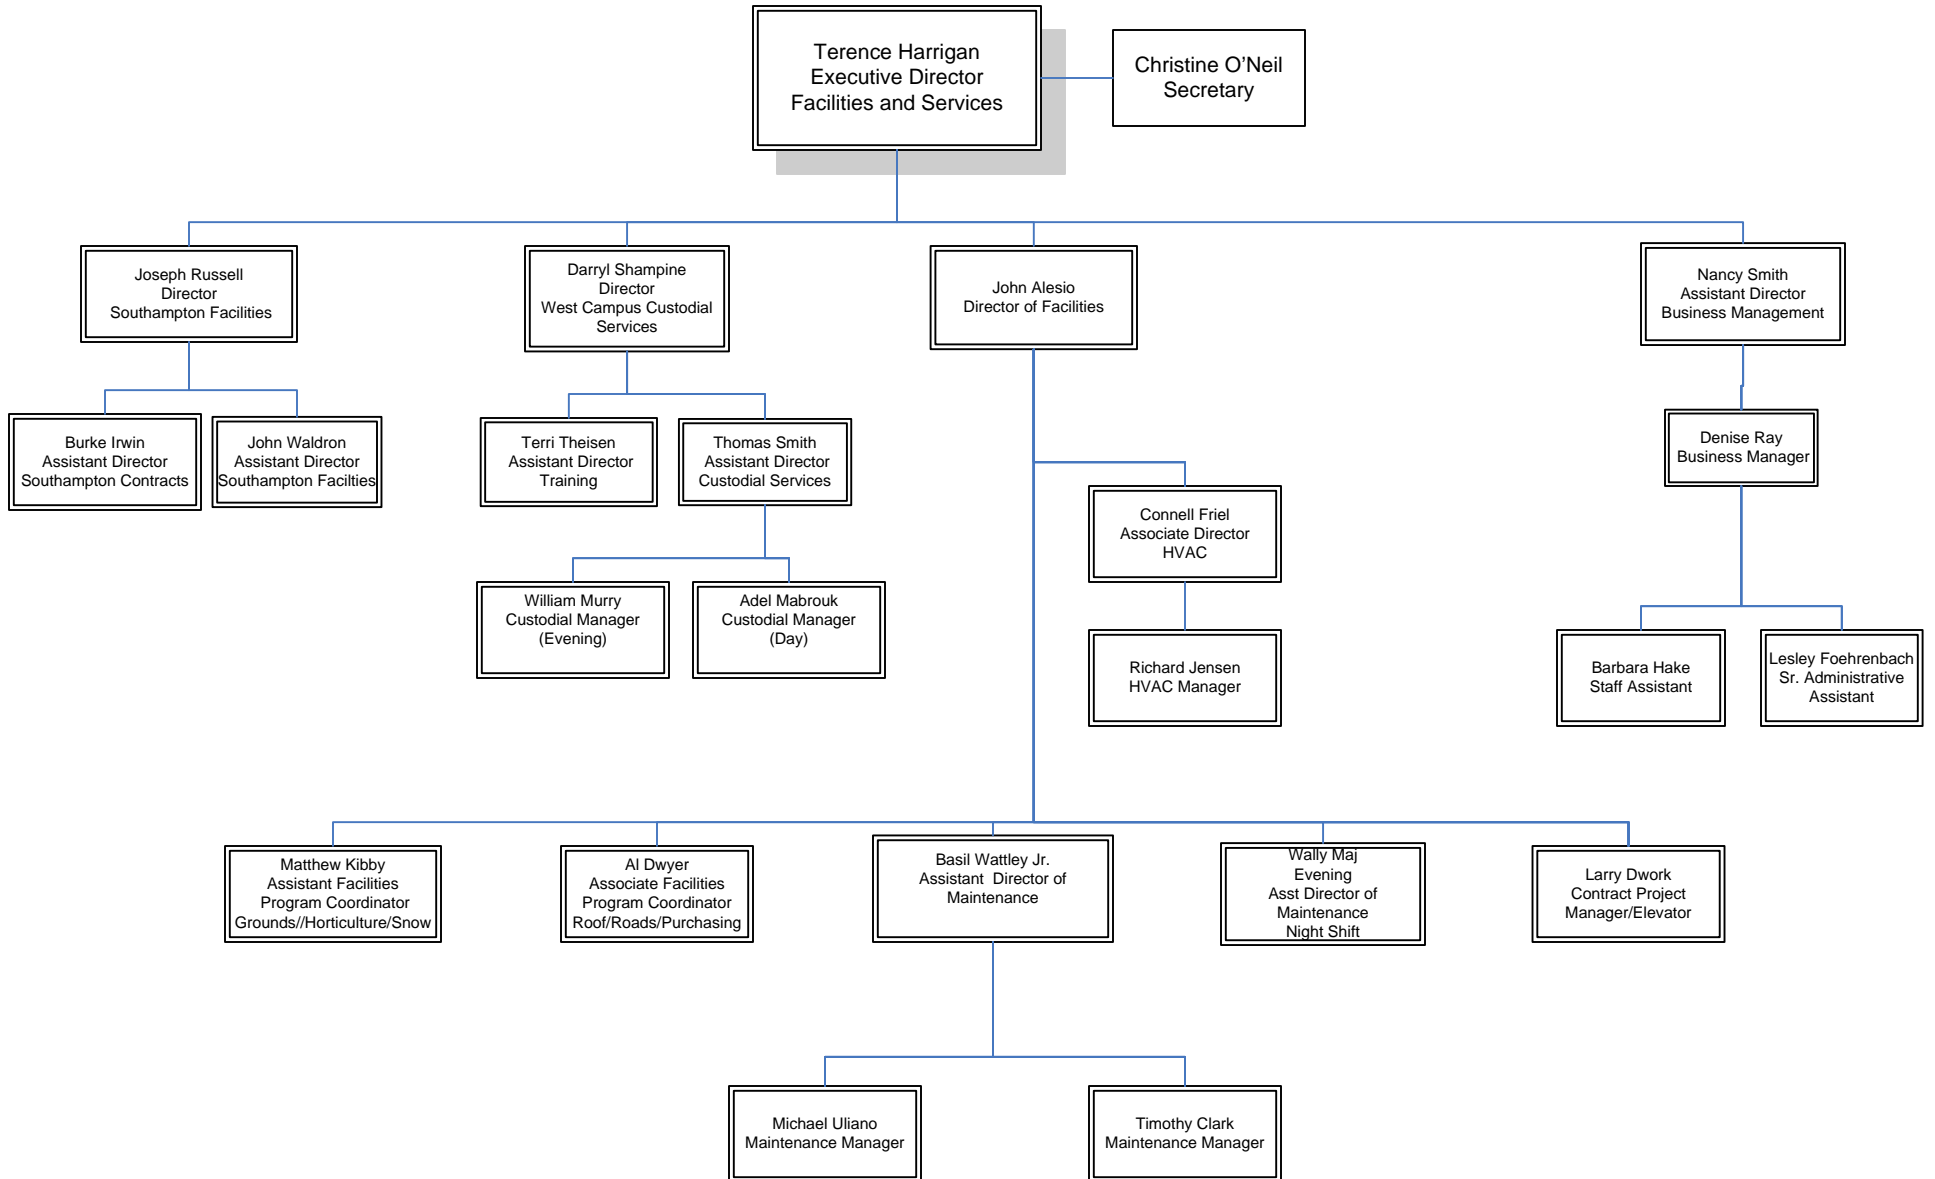 Terence Harrigan
Executive Director
Facilities and Services
Christine O'Neil
Secretary
Joseph Russell
Director
Southampton Facilities
Darryl Shampine
Director
West Campus Custodial
Services
John Alesio
Director of Facilities
Nancy Smith
Assistant Director
Business Management
Burke Irwin
Assistant Director
Southampton Contracts
John Waldron
Assistant Director
Southampton Facilties
Terri Theisen
Assistant Director
Training
Thomas Smith
Assistant Director
Custodial Services
Denise Ray
Business Manager
Connell Friel
Associate Director
HVAC
William Murry
Custodial Manager
(Evening)
Adel Mabrouk
Custodial Manager
(Day)
Richard Jensen
HVAC Manager
Barbara Hake
Staff Assistant
Lesley Foehrenbach
Sr. Administrative
Assistant
Matthew Kibby
Assistant Facilities
Program Coordinator
Grounds//Horticulture/Snow
Al Dwyer
Associate Facilities
Program Coordinator
Roof/Roads/Purchasing
Basil Wattley Jr.
Assistant  Director of
Maintenance
Wally Maj
Evening
Asst Director of
Maintenance
Night Shift
Larry Dwork
Contract Project
Manager/Elevator
Michael Uliano
Maintenance Manager
Timothy Clark
Maintenance Manager